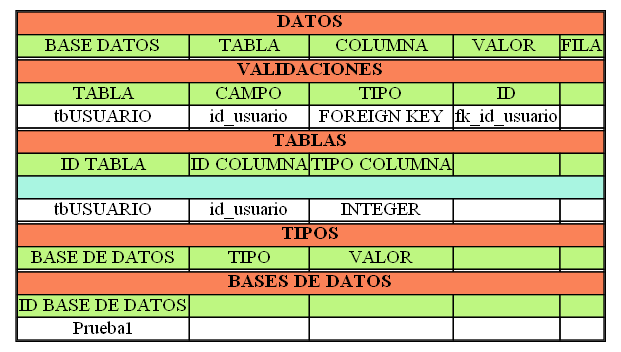 DATOS
BASE DATOS TABLA COLUMNA VALOR FILA
VALIDACIONES
TABLA CAMPO TIPO ID
tbUSUARIO id_usuario FOREIGN KEY fk_id_usuario
TABLAS
ID TABLA ID COLUMNA TIPO COLUMNA
tbUSUARIO id_usuario INTEGER
TIPOS
BASE DE DATOS TIPO VALOR
BASES DE DATOS
ID BASE DE DATOS
Prueba1